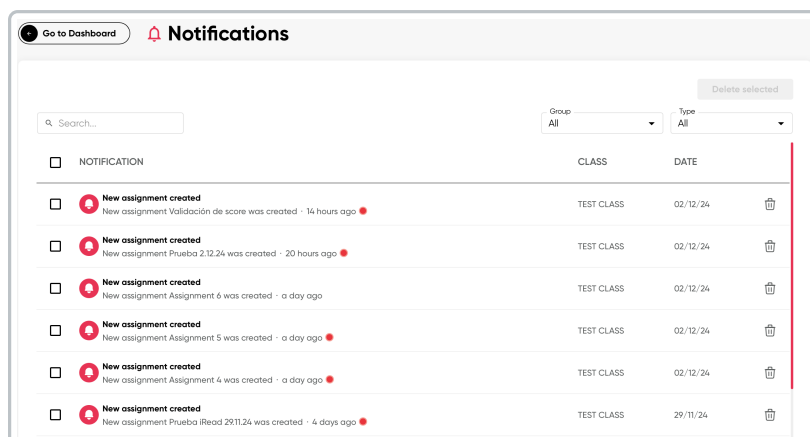 Go to Dashboard
Notifications
Delete selected
Search...
Group
All
Type
All
NOTIFICATION CLASS DATE
New assignment created
New assignment Validación de score was created · 14 hours ago
TEST CLASS 02/12/24
New assignment created
New assignment Prueba 2.12.24 was created · 20 hours ago
TEST CLASS 02/12/24
New assignment created
New assignment Assignment 6 was created · a day ago
TEST CLASS 02/12/24
New assignment created
New assignment Assignment 5 was created · a day ago
TEST CLASS 02/12/24
New assignment created
New assignment Assignment 4 was created · a day ago
TEST CLASS 02/12/24
New assignment created
New assignment Prueba iRead 29.11.24 was created · 4 days ago
TEST CLASS 29/11/24